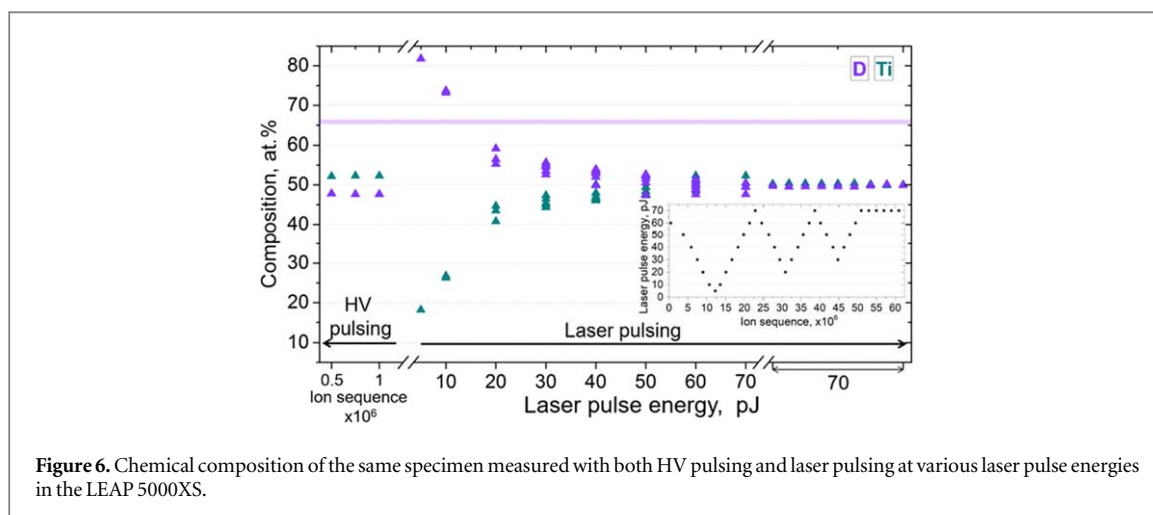 80
70
60
50
40
30
20
10
Composition, at.%
D Ti
HV
pulsing
Laser pulsing
0.5 1
Ion sequence
x10⁶
10 20 30 40 50 60 70
70
Laser pulse energy, pJ
70
60
50
40
30
20
10
0
Laser pulse energy, pJ
0 5 10 15 20 25 30 35 40 45 50 55 60
Ion sequence, x10⁶
Figure 6. Chemical composition of the same specimen measured with both HV pulsing and laser pulsing at various laser pulse energies
in the LEAP 5000XS.